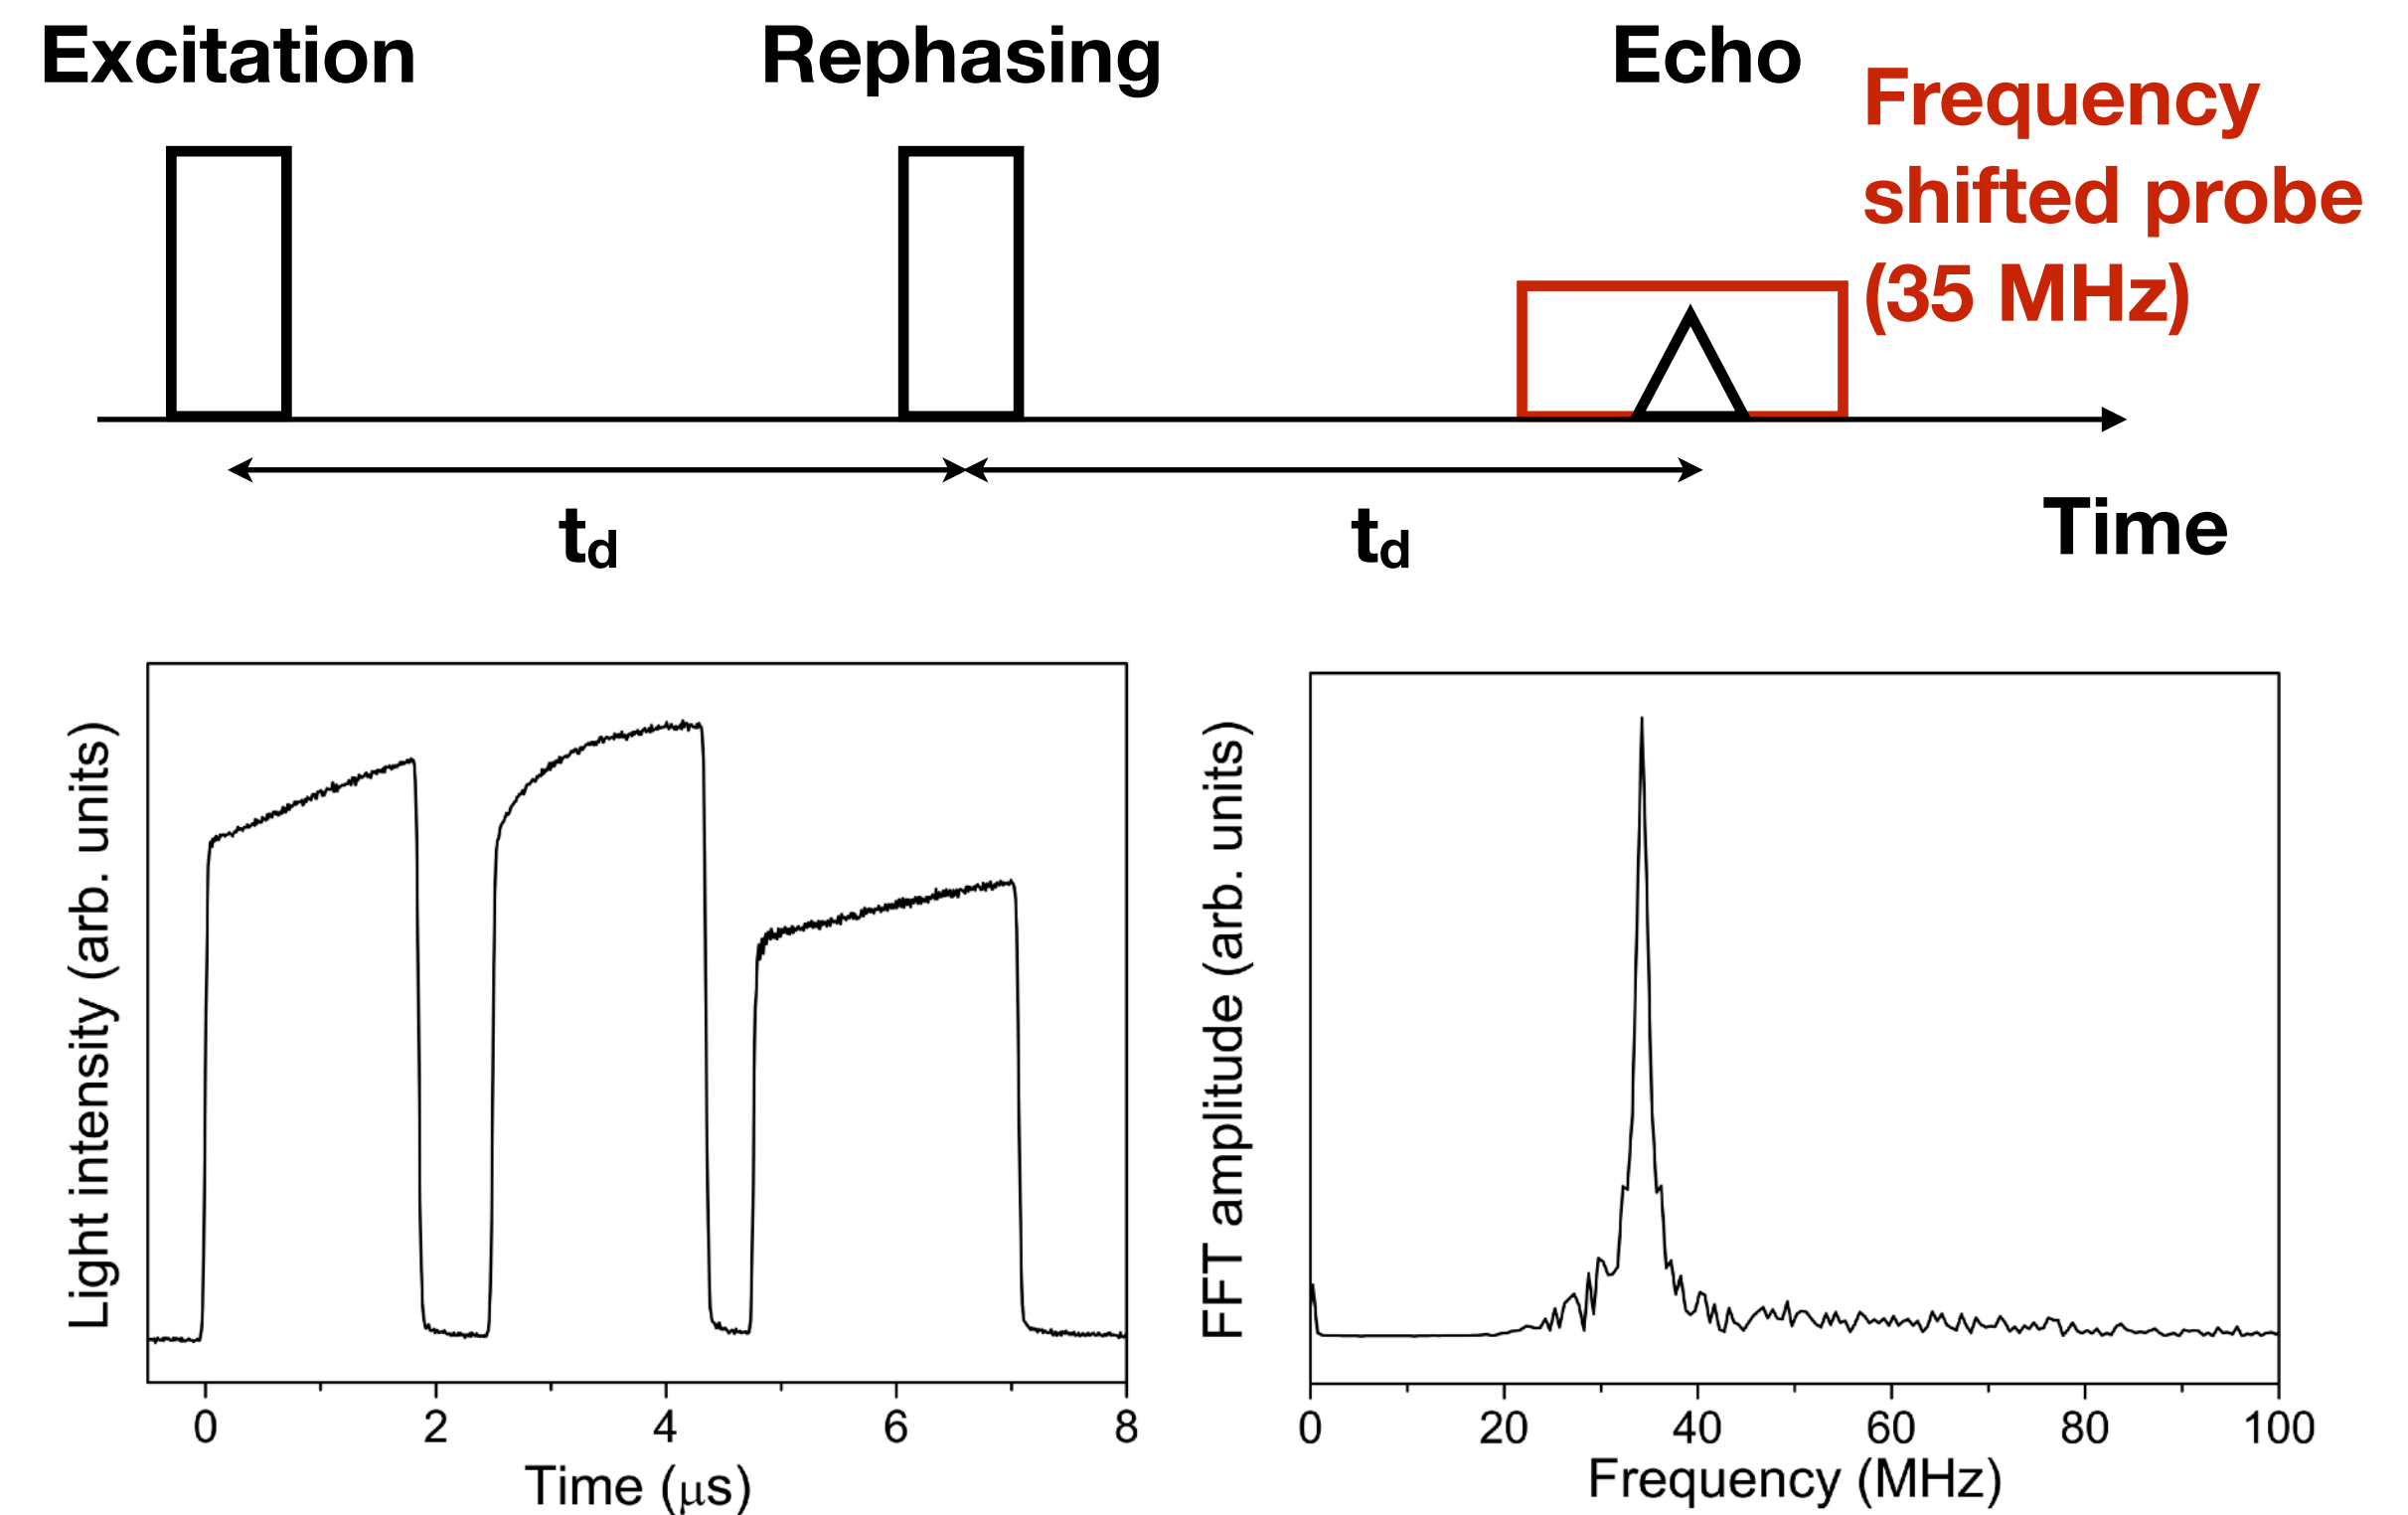 Excitation
Rephasing
Echo
Frequency
shifted probe
(35 MHz)
td
td
Time
Light intensity (arb. units)
0
2
4
6
8
Time (μs)
FFT amplitude (arb. units)
0
20
40
60
80
100
Frequency (MHz)